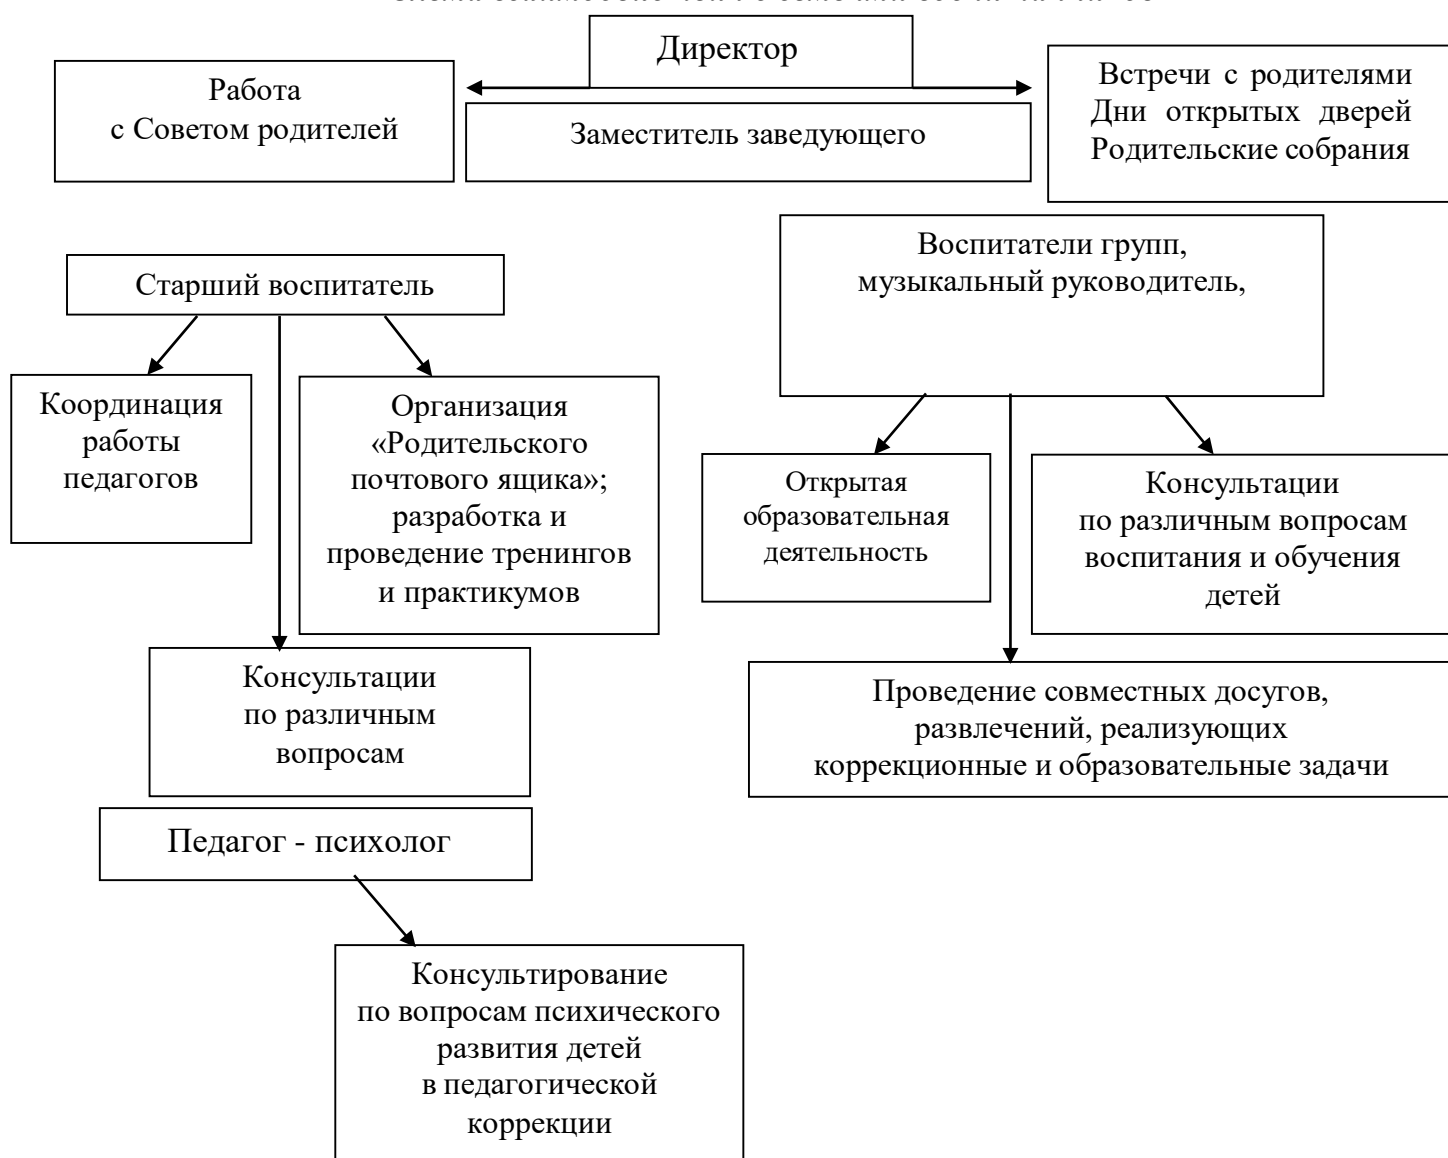 Директор
Работа
с Советом родителей
Заместитель заведующего
Встречи с родителями
Дни открытых дверей
Родительские собрания
Старший воспитатель
Координация
работы
педагогов
Организация
«Родительского
почтового ящика»;
разработка и
проведение тренингов
и практикумов
Консультации
по различным
вопросам
Воспитатели групп,
музыкальный руководитель,
Открытая
образовательная
деятельность
Консультации
по различным вопросам
воспитания и обучения
детей
Проведение совместных досугов,
развлечений, реализующих
коррекционные и образовательные задачи
Педагог - психолог
Консультирование
по вопросам психического
развития детей
в педагогической
коррекции